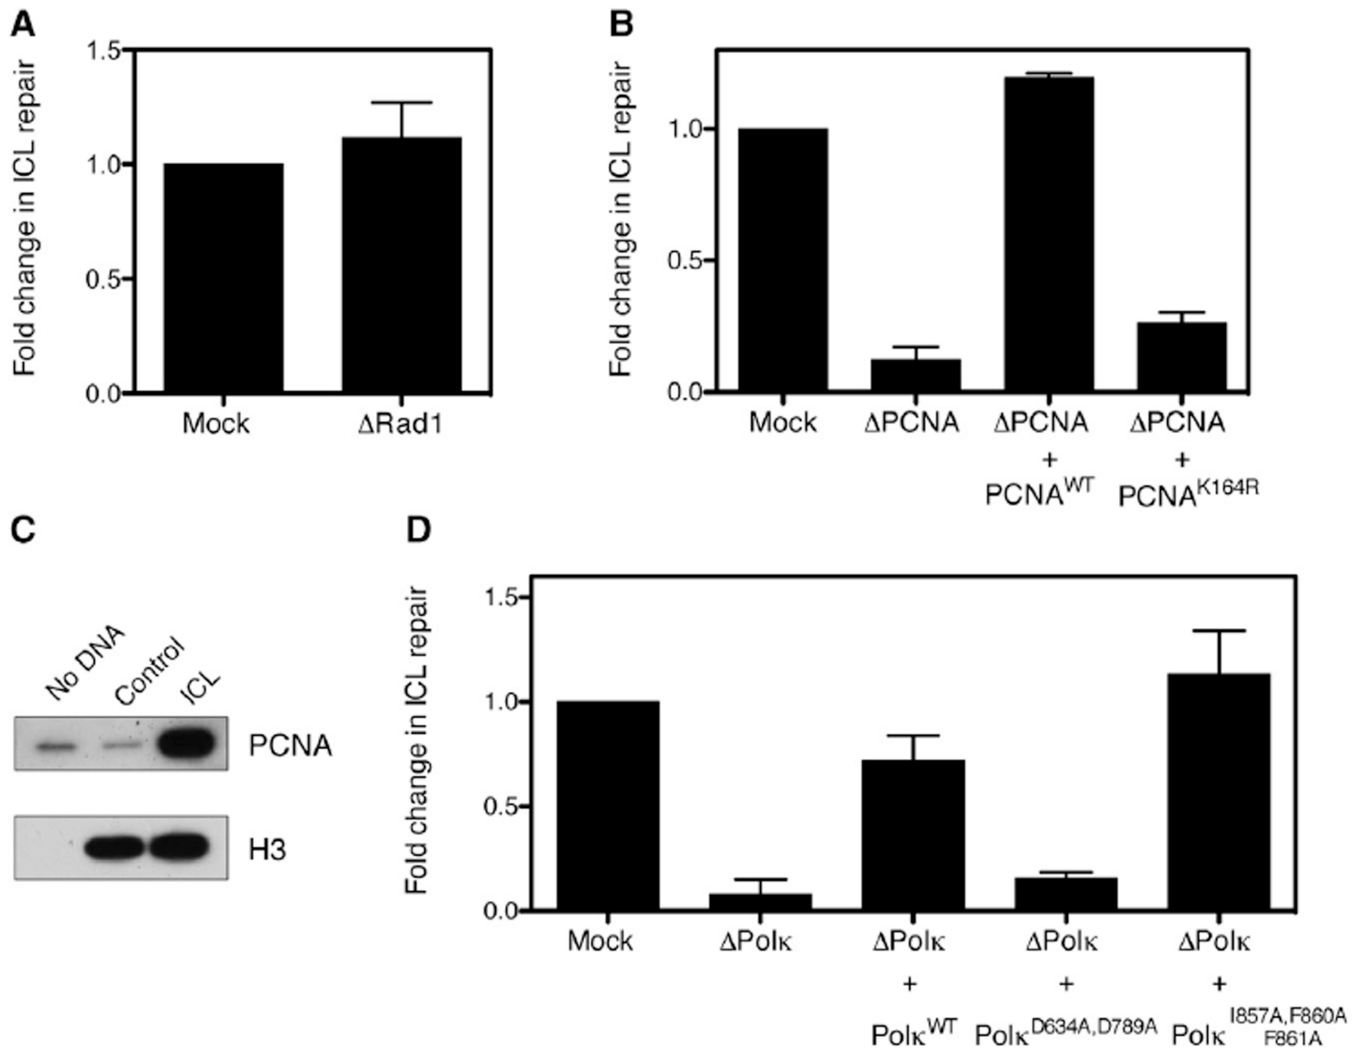 A
Fold change in ICL repair
1.5
1.0
0.5
0.0
Mock
ΔRad1
B
Fold change in ICL repair
1.0
0.5
0.0
Mock
ΔPCNA
ΔPCNA
+
PCNA^WT
ΔPCNA
+
PCNA^K164R
C
No DNA
Control
ICL
PCNA
H3
D
Fold change in ICL repair
1.5
1.0
0.5
0.0
Mock
ΔPolκ
ΔPolκ
+
Polκ^WT
ΔPolκ
+
Polκ^D634A,D789A
ΔPolκ
+
Polκ^I857A,F860A
F861A